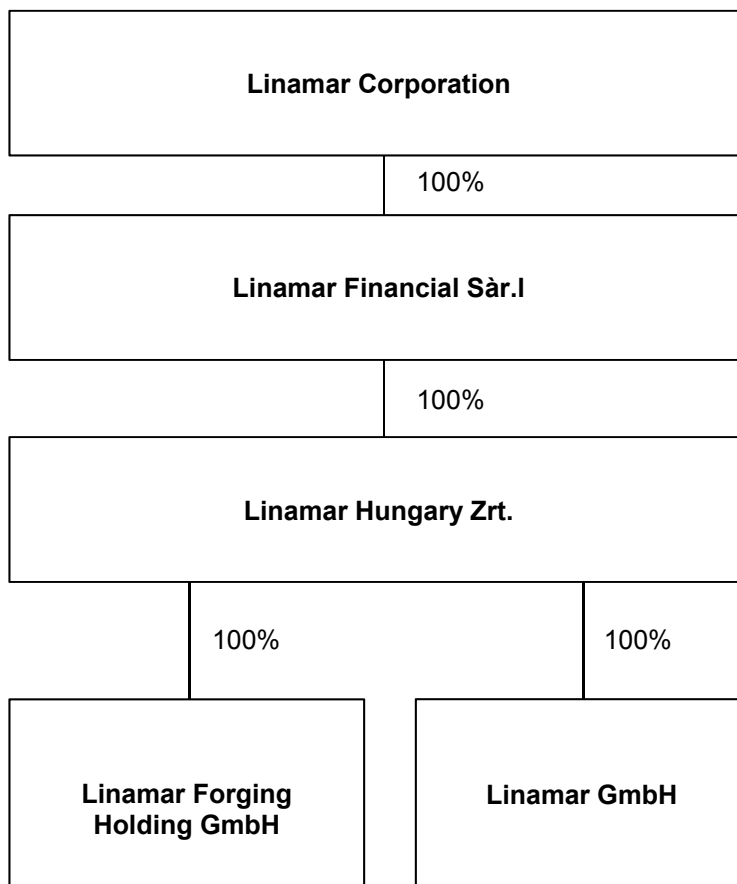 Linamar Corporation
100%
Linamar Financial Sàr.l
100%
Linamar Hungary Zrt.
100%
100%
Linamar Forging
Holding GmbH
Linamar GmbH